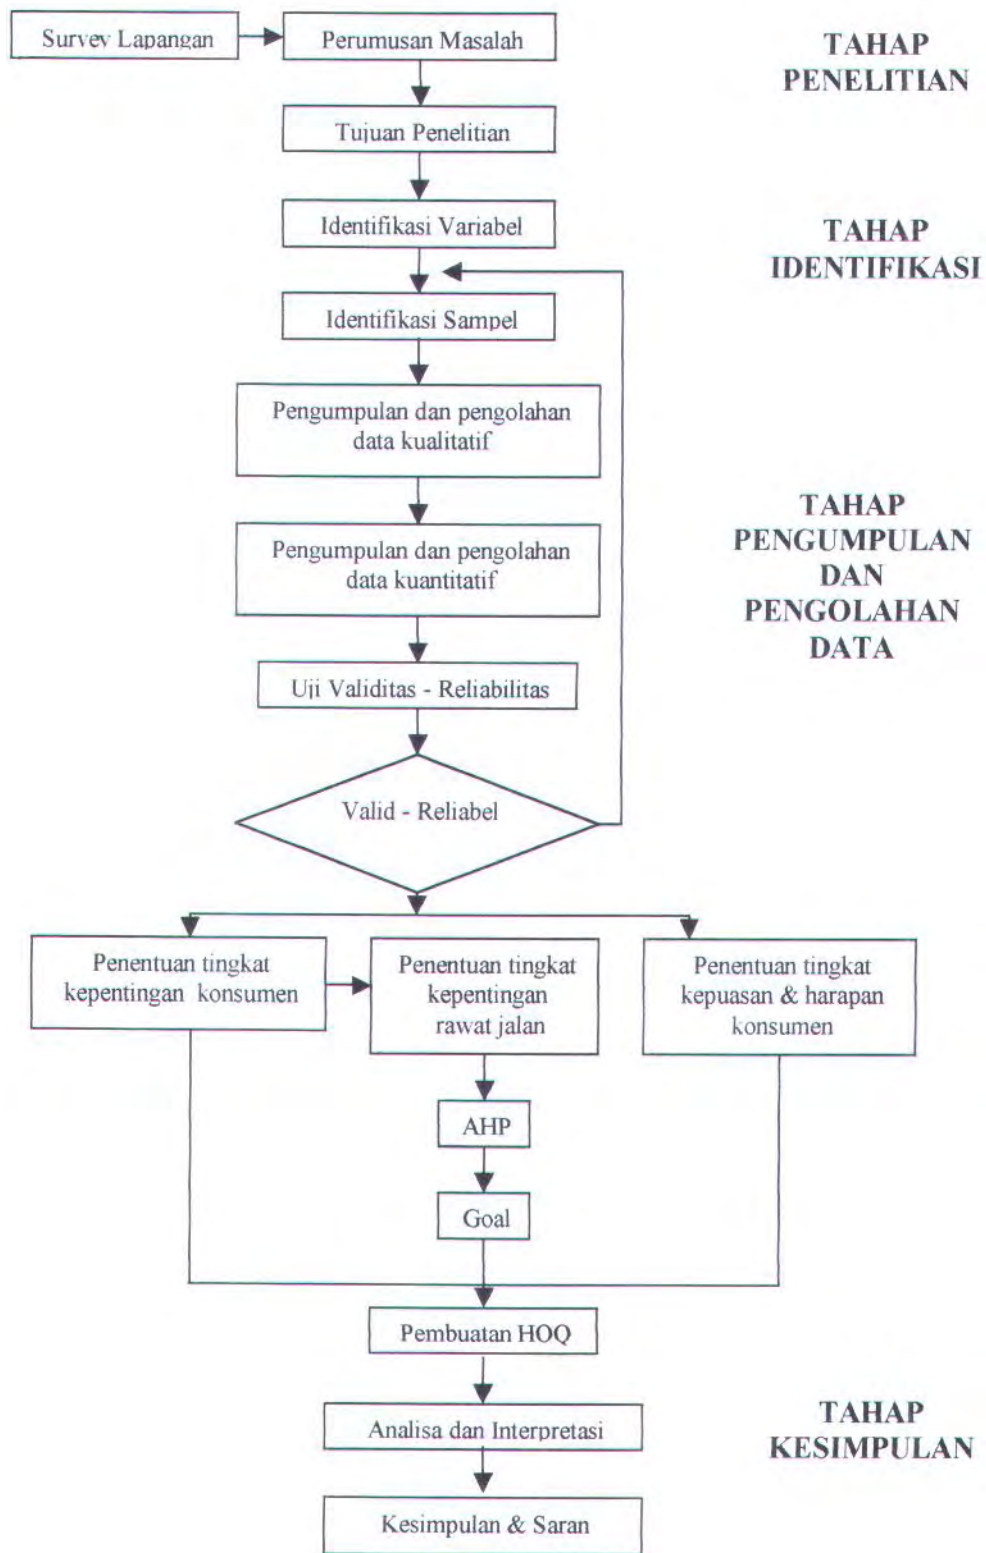 Survey Lapangan
Perumusan Masalah
TAHAP
PENELITIAN
Tujuan Penelitian
Identifikasi Variabel
TAHAP
IDENTIFIKASI
Identifikasi Sampel
Pengumpulan dan pengolahan
data kualitatif
Pengumpulan dan pengolahan
data kuantitatif
TAHAP
PENGUMPULAN
DAN
PENGOLAHAN
DATA
Uji Validitas - Reliabilitas
Valid - Reliabel
Penentuan tingkat
kepentingan konsumen
Penentuan tingkat
kepentingan
rawat jalan
Penentuan tingkat
kepuasan & harapan
konsumen
AHP
Goal
Pembuatan HOQ
Analisa dan Interpretasi
TAHAP
KESIMPULAN
Kesimpulan & Saran